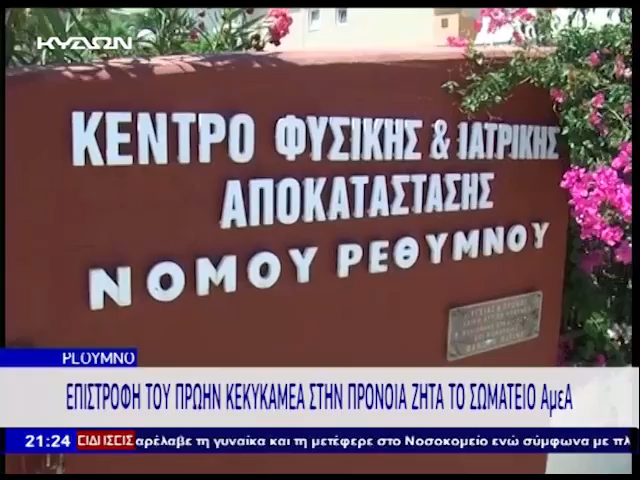 ΚΥΔΩΝ
ΚΕΝΤΡΟ ΦΥΣΙΚΗΣ & ΙΑΤΡΙΚΗΣ
ΑΠΟΚΑΤΑΣΤΑΣΗΣ
ΝΟΜΟΥ ΡΕΘΥΜΝΟΥ
ΡΕΘΥΜΝΟ
ΕΠΙΣΤΡΟΦΗ ΤΟΥ ΠΡΩΗΝ ΚΕΚΥΚΑΜΕΑ ΣΤΗΝ ΠΡΟΝΟΙΑ ΖΗΤΑ ΤΟ ΣΩΜΑΤΕΙΟ ΑμεΑ
21:24 ΕΙΔΗΣΕΙΣ αρέλαβε τη γυναίκα και τη μετέφερε στο Νοσοκομείο ενώ σύμφωνα με πλ